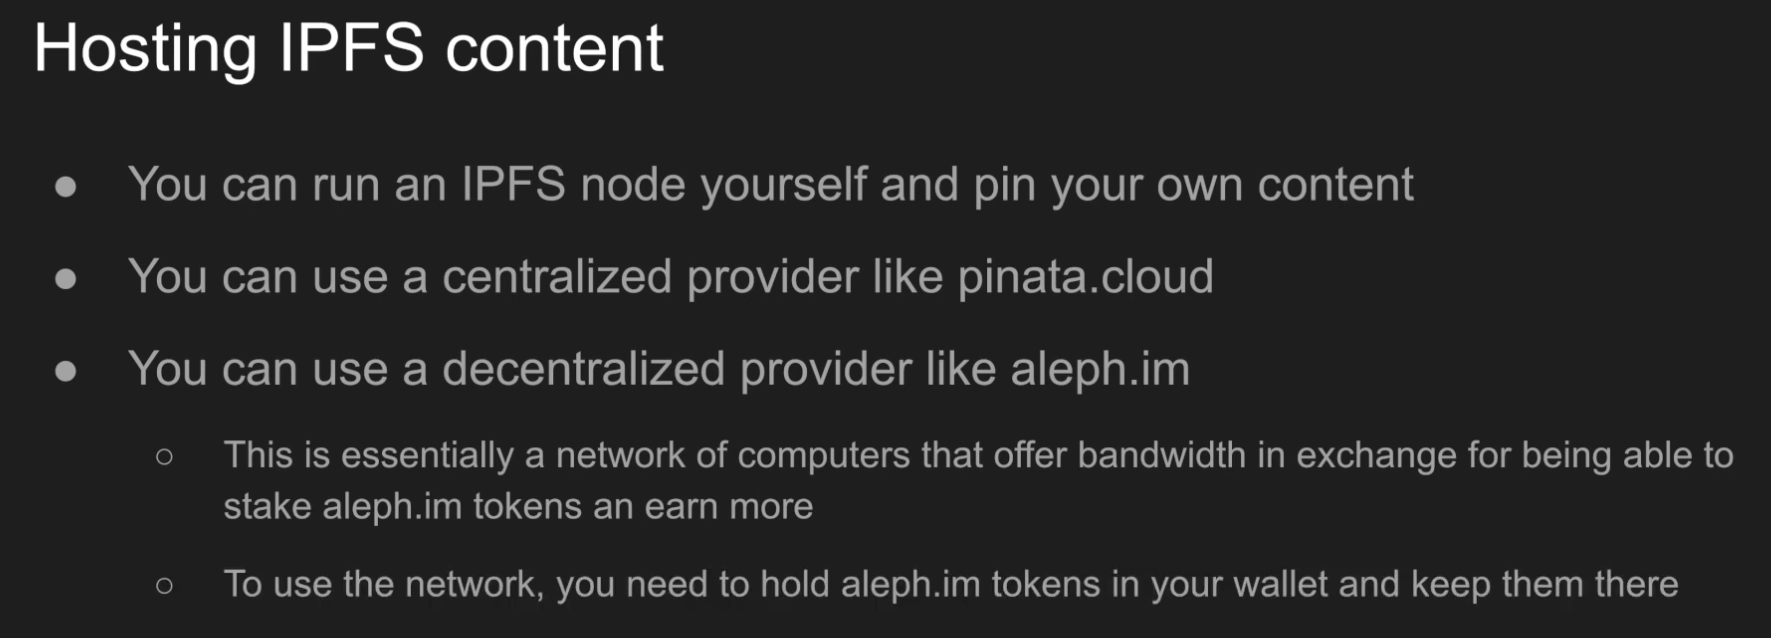 Hosting IPFS content
● You can run an IPFS node yourself and pin your own content
● You can use a centralized provider like pinata.cloud
● You can use a decentralized provider like aleph.im
○ This is essentially a network of computers that offer bandwidth in exchange for being able to
stake aleph.im tokens an earn more
○ To use the network, you need to hold aleph.im tokens in your wallet and keep them there